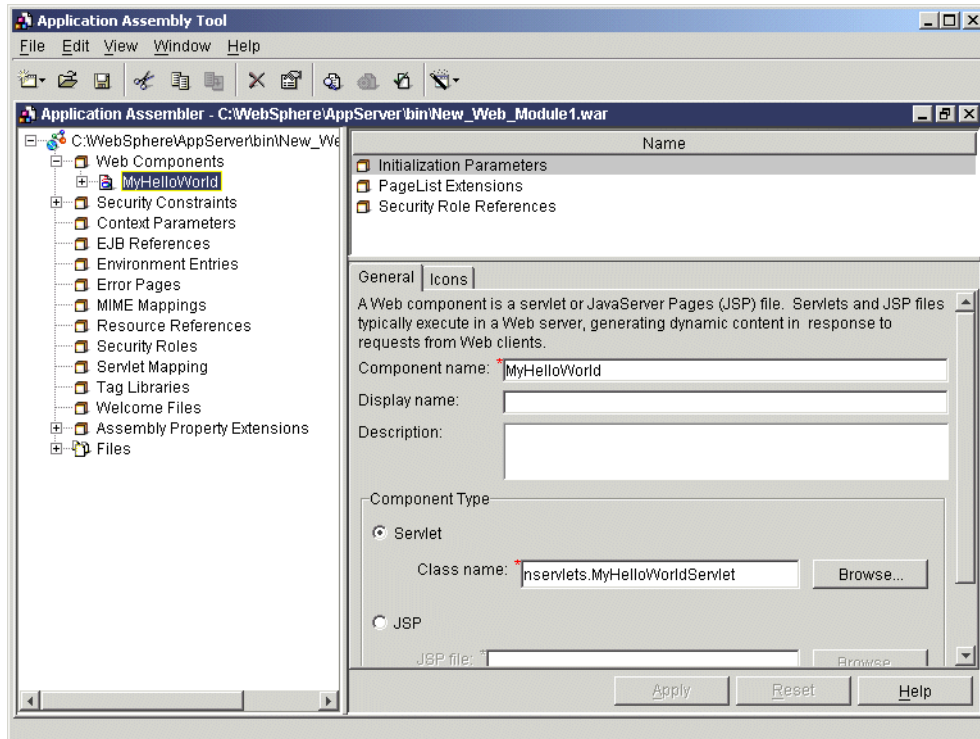 Application Assembly Tool
File Edit View Window Help
Application Assembler - C:\WebSphere\AppServer\bin\New_Web_Module1.war
C:\WebSphere\AppServer\bin\New_We
Web Components
MyHelloWorld
Security Constraints
Context Parameters
EJB References
Environment Entries
Error Pages
MIME Mappings
Resource References
Security Roles
Servlet Mapping
Tag Libraries
Welcome Files
Assembly Property Extensions
Files
Name
Initialization Parameters
PageList Extensions
Security Role References
General Icons
A Web component is a servlet or JavaServer Pages (JSP) file. Servlets and JSP files
typically execute in a Web server, generating dynamic content in response to
requests from Web clients.
Component name: *MyHelloWorld
Display name:
Description:
Component Type
Servlet
Class name: *nservlets.MyHelloWorldServlet Browse...
JSP
JSP file: * Browse...
Apply Reset Help